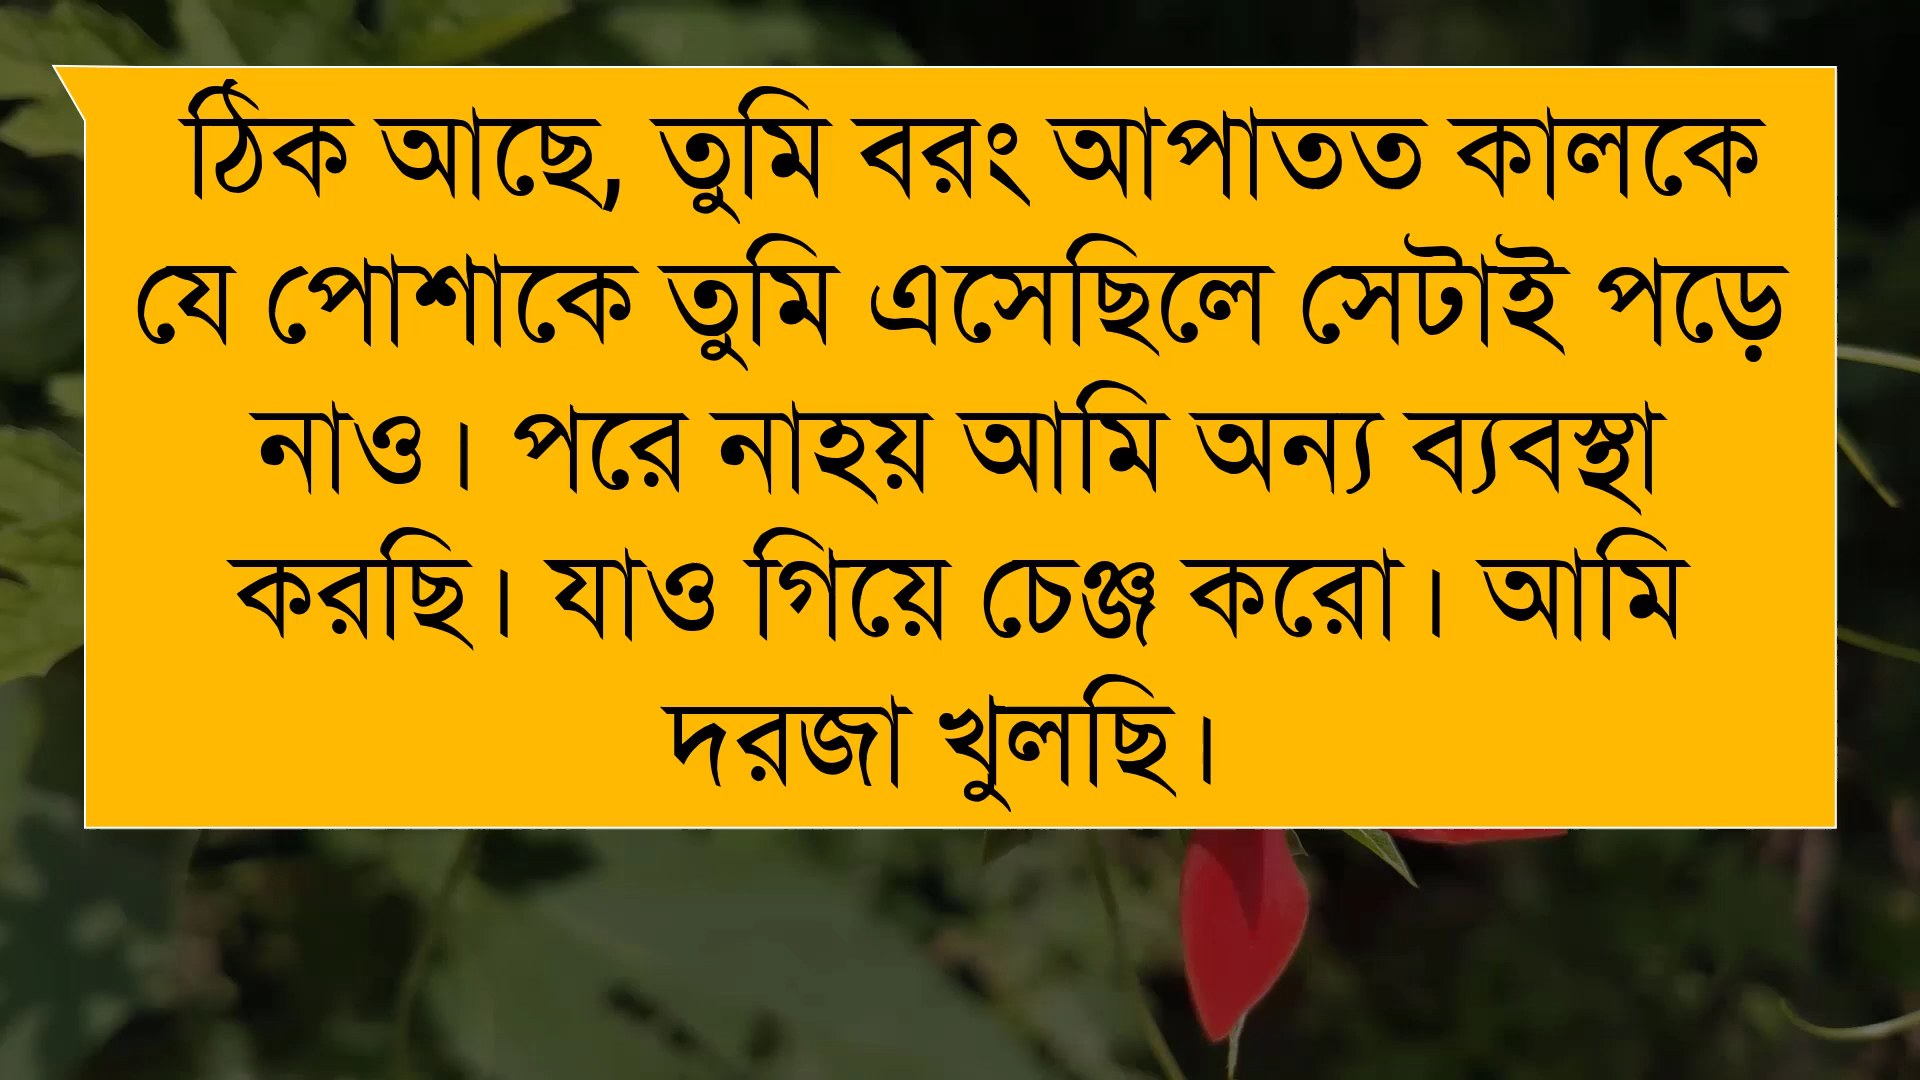 ঠিক আছে, তুমি বরং আপাতত কালকে
যে পোশাকে তুমি এসেছিলে সেটাই পড়ে
নাও। পরে নাহয় আমি অন্য ব্যবস্থা
করছি। যাও গিয়ে চেঞ্জ করো। আমি
দরজা খুলছি।